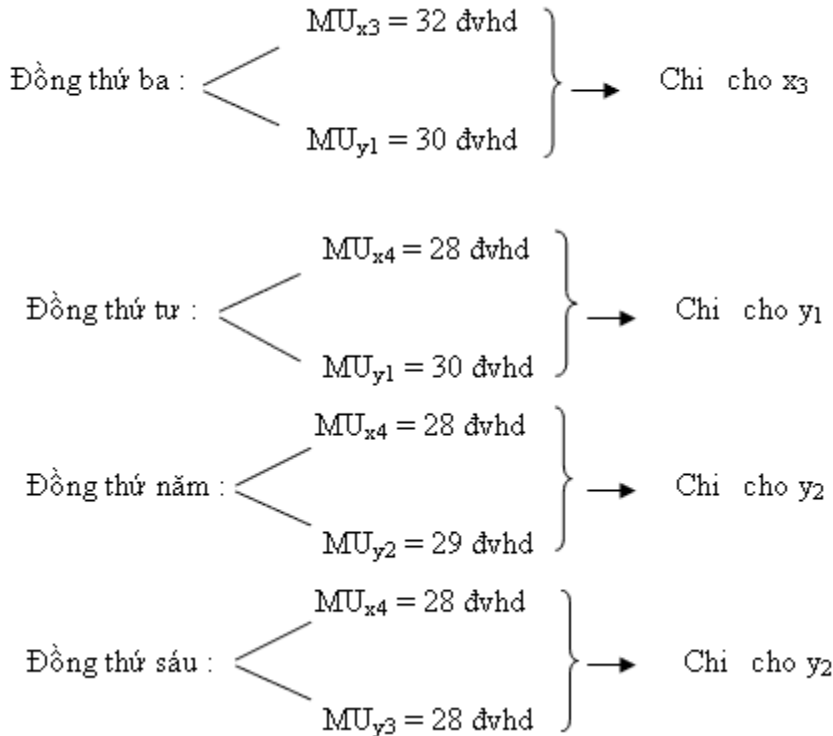 MUx3 = 32 đvhd
Đồng thứ ba : Chi cho x3
MUy1 = 30 đvhd
MUx4 = 28 đvhd
Đồng thứ tư : Chi cho y1
MUy1 = 30 đvhd
MUx4 = 28 đvhd
Đồng thứ năm : Chi cho y2
MUy2 = 29 đvhd
MUx4 = 28 đvhd
Đồng thứ sáu : Chi cho y2
MUy3 = 28 đvhd